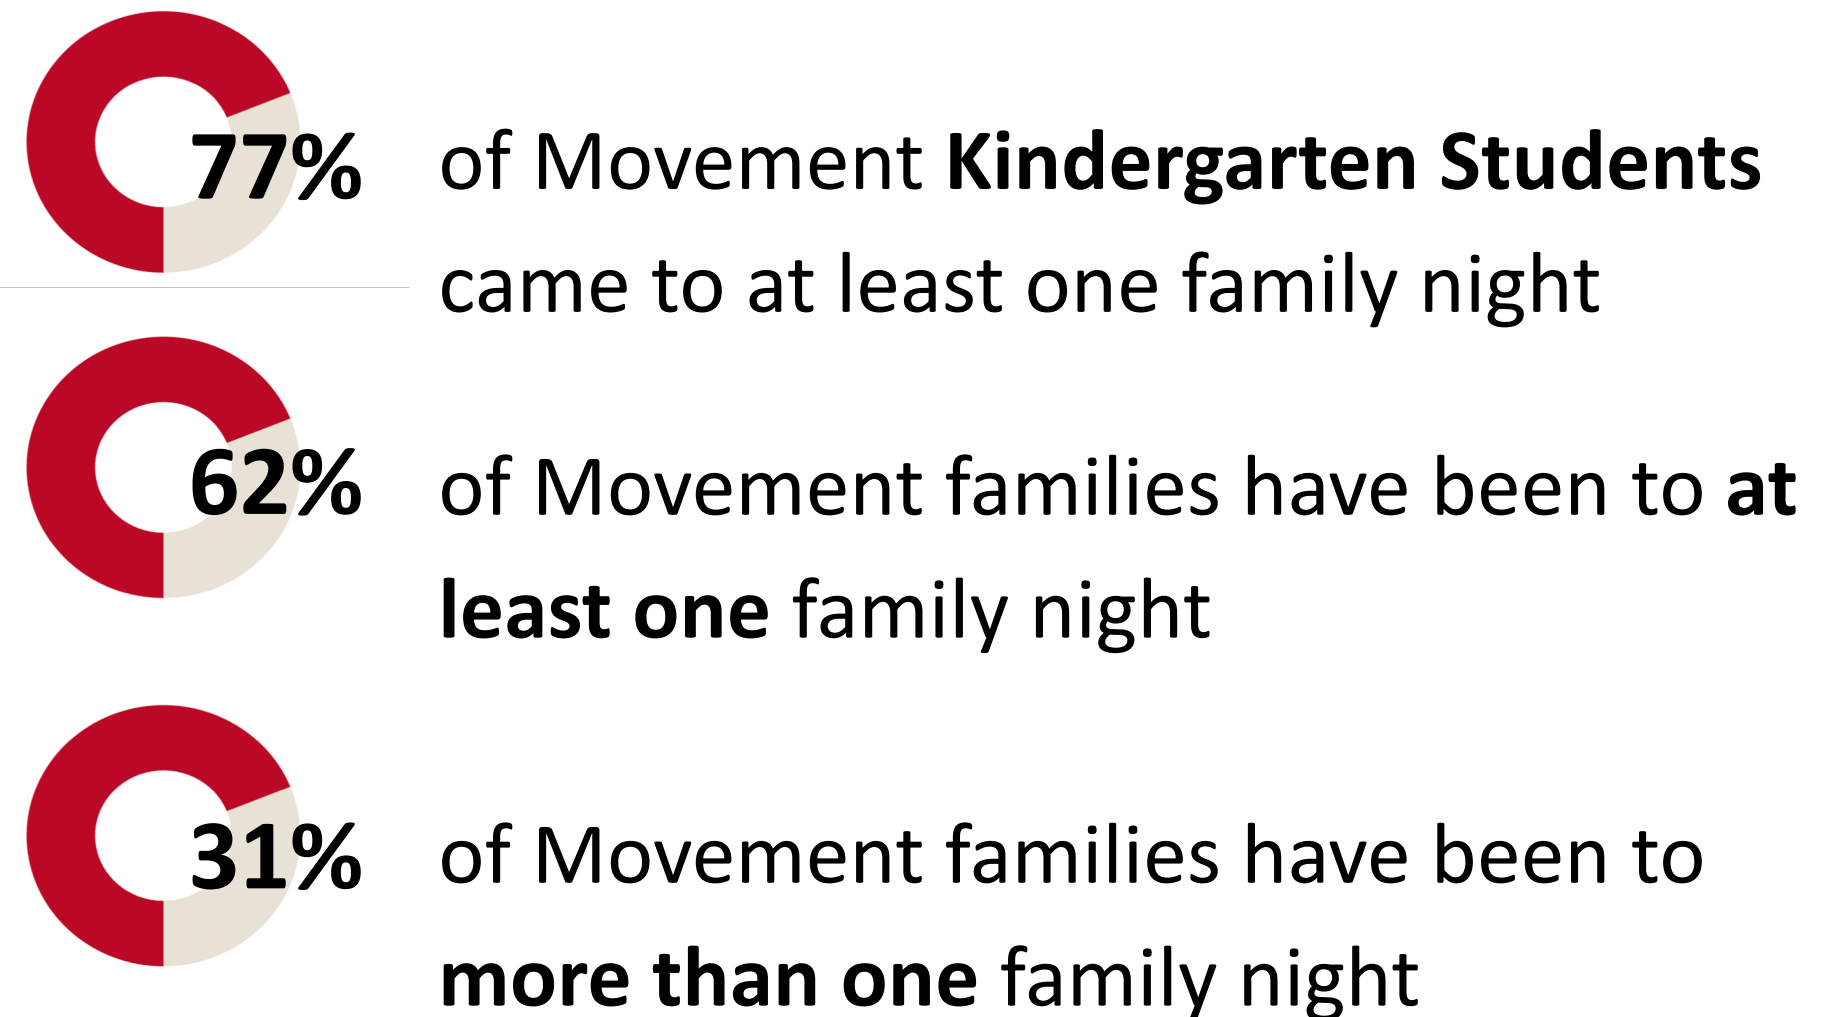 77% of Movement Kindergarten Students
came to at least one family night
62% of Movement families have been to at
least one family night
31% of Movement families have been to
more than one family night